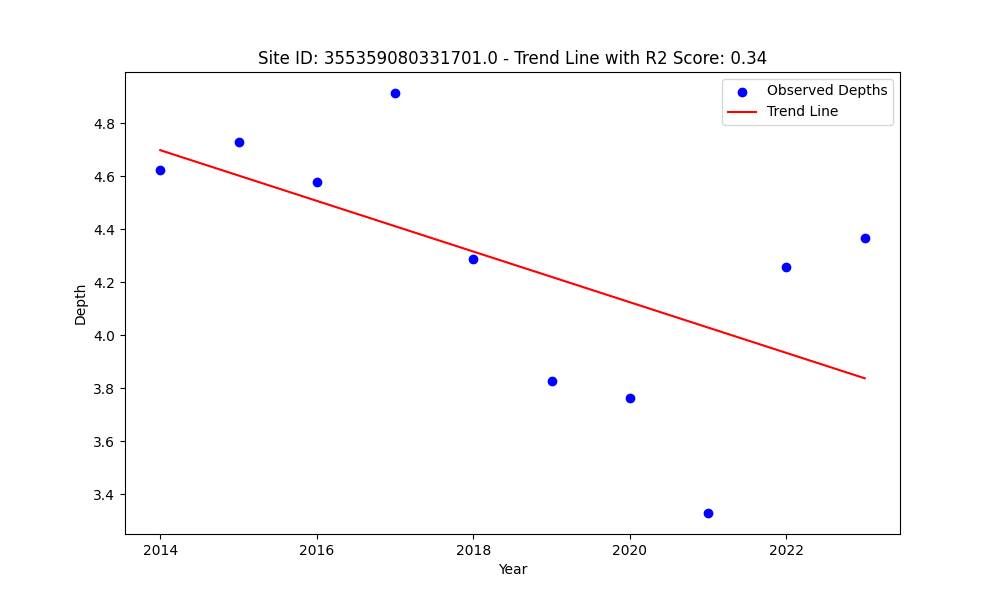 Site ID: 355359080331701.0 - Trend Line with R2 Score: 0.34
Observed Depths
Trend Line
4.8
4.6
4.4
4.2
4.0
3.8
3.6
3.4
Depth
2014
2016
2018
2020
2022
Year